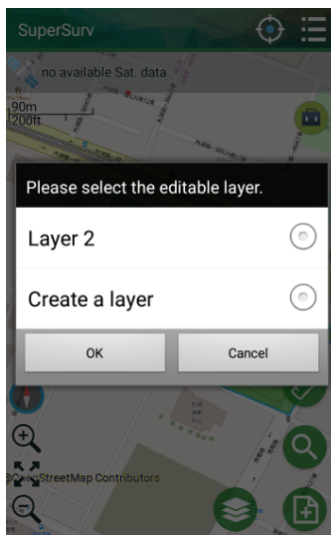 SuperSurv
no available Sat. data
90m
200ft
Please select the editable layer.
Layer 2
Create a layer
OK
Cancel
OpenStreetMap Contributors